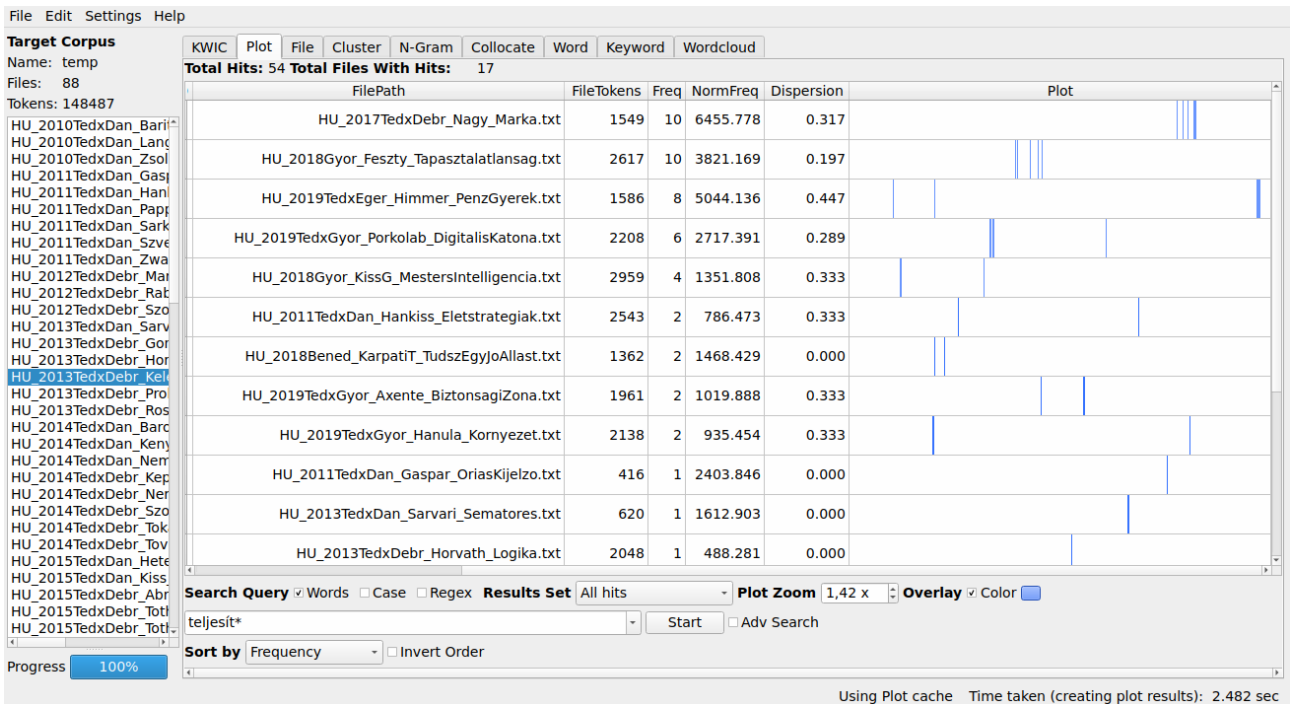 File Edit Settings Help
Target Corpus
Name: temp
Files: 88
Tokens: 148487
HU_2010TedxDan_Barit
HU_2010TedxDan_Lang
HU_2010TedxDan_Zsol
HU_2011TedxDan_Gasp
HU_2011TedxDan_Hanl
HU_2011TedxDan_Papp
HU_2011TedxDan_Sark
HU_2011TedxDan_Szve
HU_2011TedxDan_Zwa
HU_2012TedxDebr_Mar
HU_2012TedxDebr_Rab
HU_2012TedxDebr_Szo
HU_2013TedxDan_Sarv
HU_2013TedxDebr_Gor
HU_2013TedxDebr_Hor
HU_2013TedxDebr_Kele
HU_2013TedxDebr_Pro
HU_2013TedxDebr_Ros
HU_2014TedxDan_Barc
HU_2014TedxDan_Keny
HU_2014TedxDan_Nem
HU_2014TedxDebr_Kep
HU_2014TedxDebr_Ner
HU_2014TedxDebr_Szo
HU_2014TedxDebr_Tok
HU_2014TedxDebr_Tov
HU_2015TedxDan_Hete
HU_2015TedxDan_Kiss_
HU_2015TedxDebr_Abr
HU_2015TedxDebr_Toth
HU_2015TedxDebr_Toth
Progress 100%
KWIC Plot File Cluster N-Gram Collocate Word Keyword Wordcloud
Total Hits: 54 Total Files With Hits: 17
FilePath FileTokens Freq NormFreq Dispersion Plot
HU_2017TedxDebr_Nagy_Marka.txt 1549 10 6455.778 0.317
HU_2018Gyor_Feszty_Tapasztalatlansag.txt 2617 10 3821.169 0.197
HU_2019TedxEger_Himmer_PenzGyerek.txt 1586 8 5044.136 0.447
HU_2019TedxGyor_Porkolab_DigitalisKatona.txt 2208 6 2717.391 0.289
HU_2018Gyor_KissG_MestersIntelligencia.txt 2959 4 1351.808 0.333
HU_2011TedxDan_Hankiss_Eletstrategiak.txt 2543 2 786.473 0.333
HU_2018Bened_KarpatiT_TudszEgyJoAllast.txt 1362 2 1468.429 0.000
HU_2019TedxGyor_Axente_BiztonsagiZona.txt 1961 2 1019.888 0.333
HU_2019TedxGyor_Hanula_Kornyezet.txt 2138 2 935.454 0.333
HU_2011TedxDan_Gaspar_OriasKijelzo.txt 416 1 2403.846 0.000
HU_2013TedxDan_Sarvari_Sematores.txt 620 1 1612.903 0.000
HU_2013TedxDebr_Horvath_Logika.txt 2048 1 488.281 0.000
Search Query Words Case Regex Results Set All hits Plot Zoom 1,42 x Overlay Color
teljesít* Start Adv Search
Sort by Frequency Invert Order
Using Plot cache Time taken (creating plot results): 2.482 sec